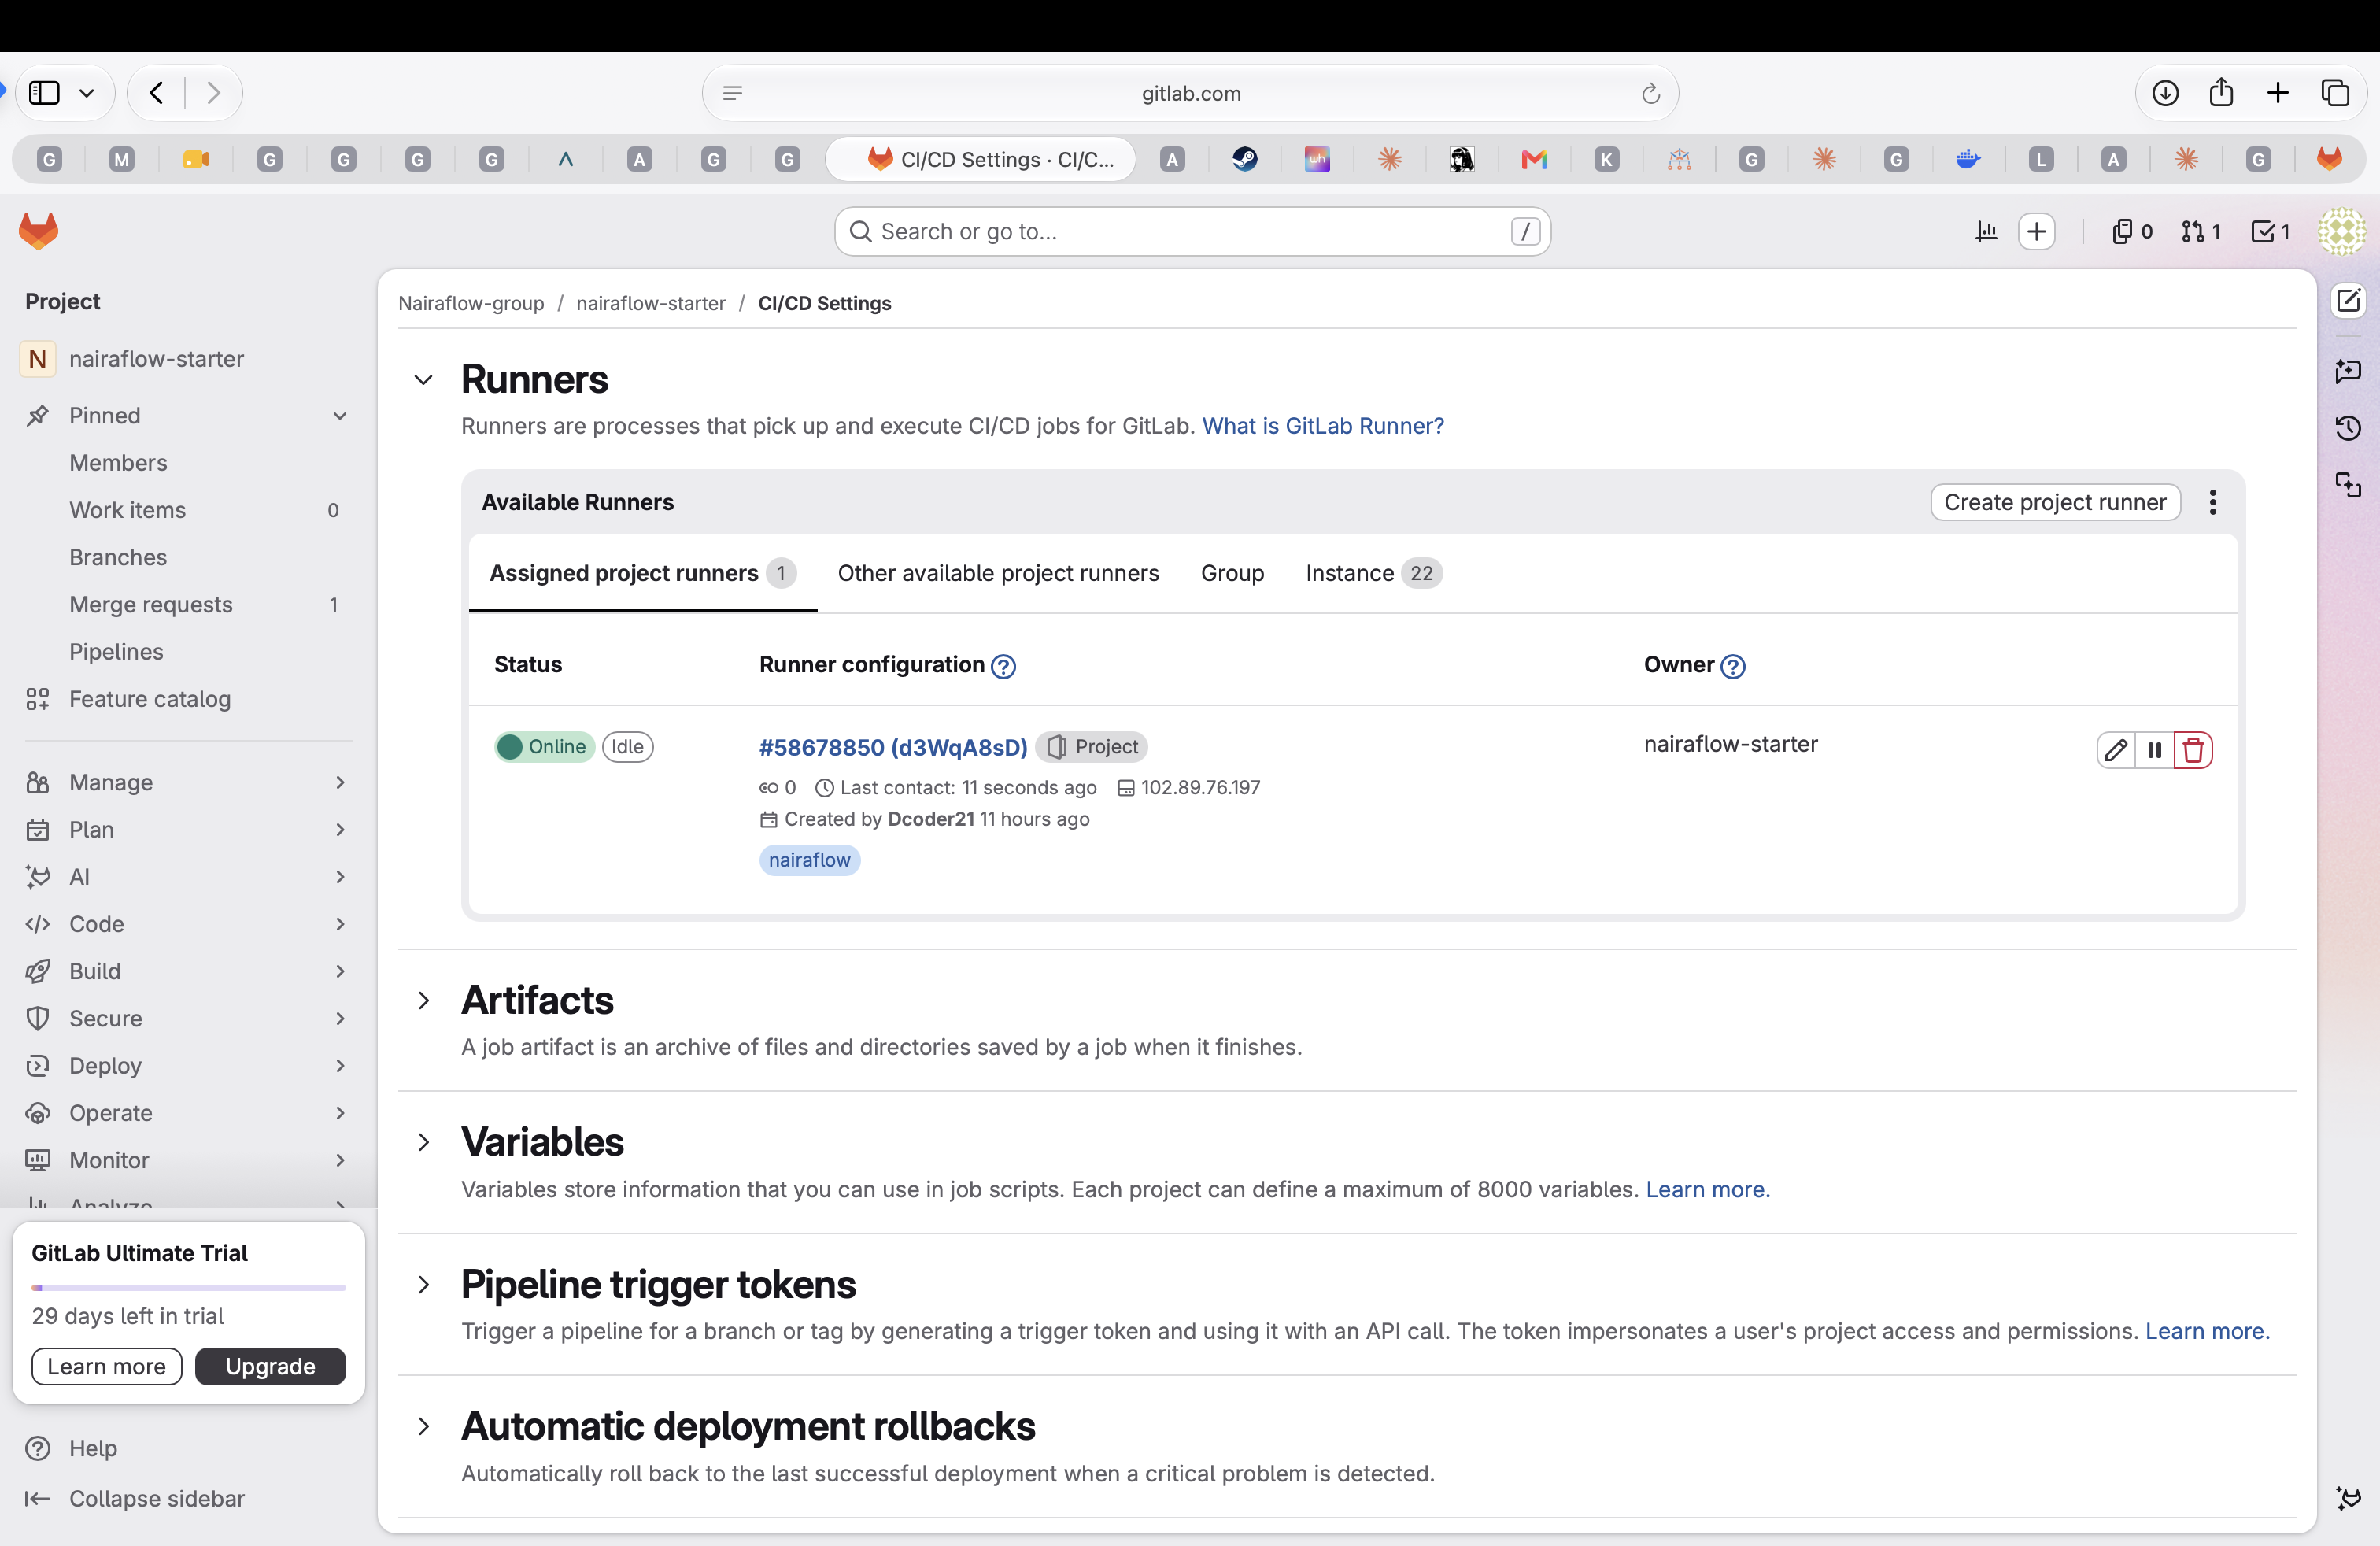 gitlab.com
G M G G G G A G G CI/CD Settings · CI/C... A wh K G G L A G
Search or go to... /
0 1 1
Project
N nairaflow-starter
Pinned
Members
Work items 0
Branches
Merge requests 1
Pipelines
Feature catalog
Manage
Plan
AI
Code
Build
Secure
Deploy
Operate
Monitor
Analyze
GitLab Ultimate Trial
29 days left in trial
Learn more Upgrade
Help
Collapse sidebar
Nairaflow-group / nairaflow-starter / CI/CD Settings
Runners
Runners are processes that pick up and execute CI/CD jobs for GitLab. What is GitLab Runner?
Available Runners Create project runner
Assigned project runners 1 Other available project runners Group Instance 22
Status Runner configuration ? Owner ?
Online Idle #58678850 (d3WqA8sD) Project nairaflow-starter
0 Last contact: 11 seconds ago 102.89.76.197
Created by Dcoder21 11 hours ago
nairaflow
Artifacts
A job artifact is an archive of files and directories saved by a job when it finishes.
Variables
Variables store information that you can use in job scripts. Each project can define a maximum of 8000 variables. Learn more.
Pipeline trigger tokens
Trigger a pipeline for a branch or tag by generating a trigger token and using it with an API call. The token impersonates a user's project access and permissions. Learn more.
Automatic deployment rollbacks
Automatically roll back to the last successful deployment when a critical problem is detected.